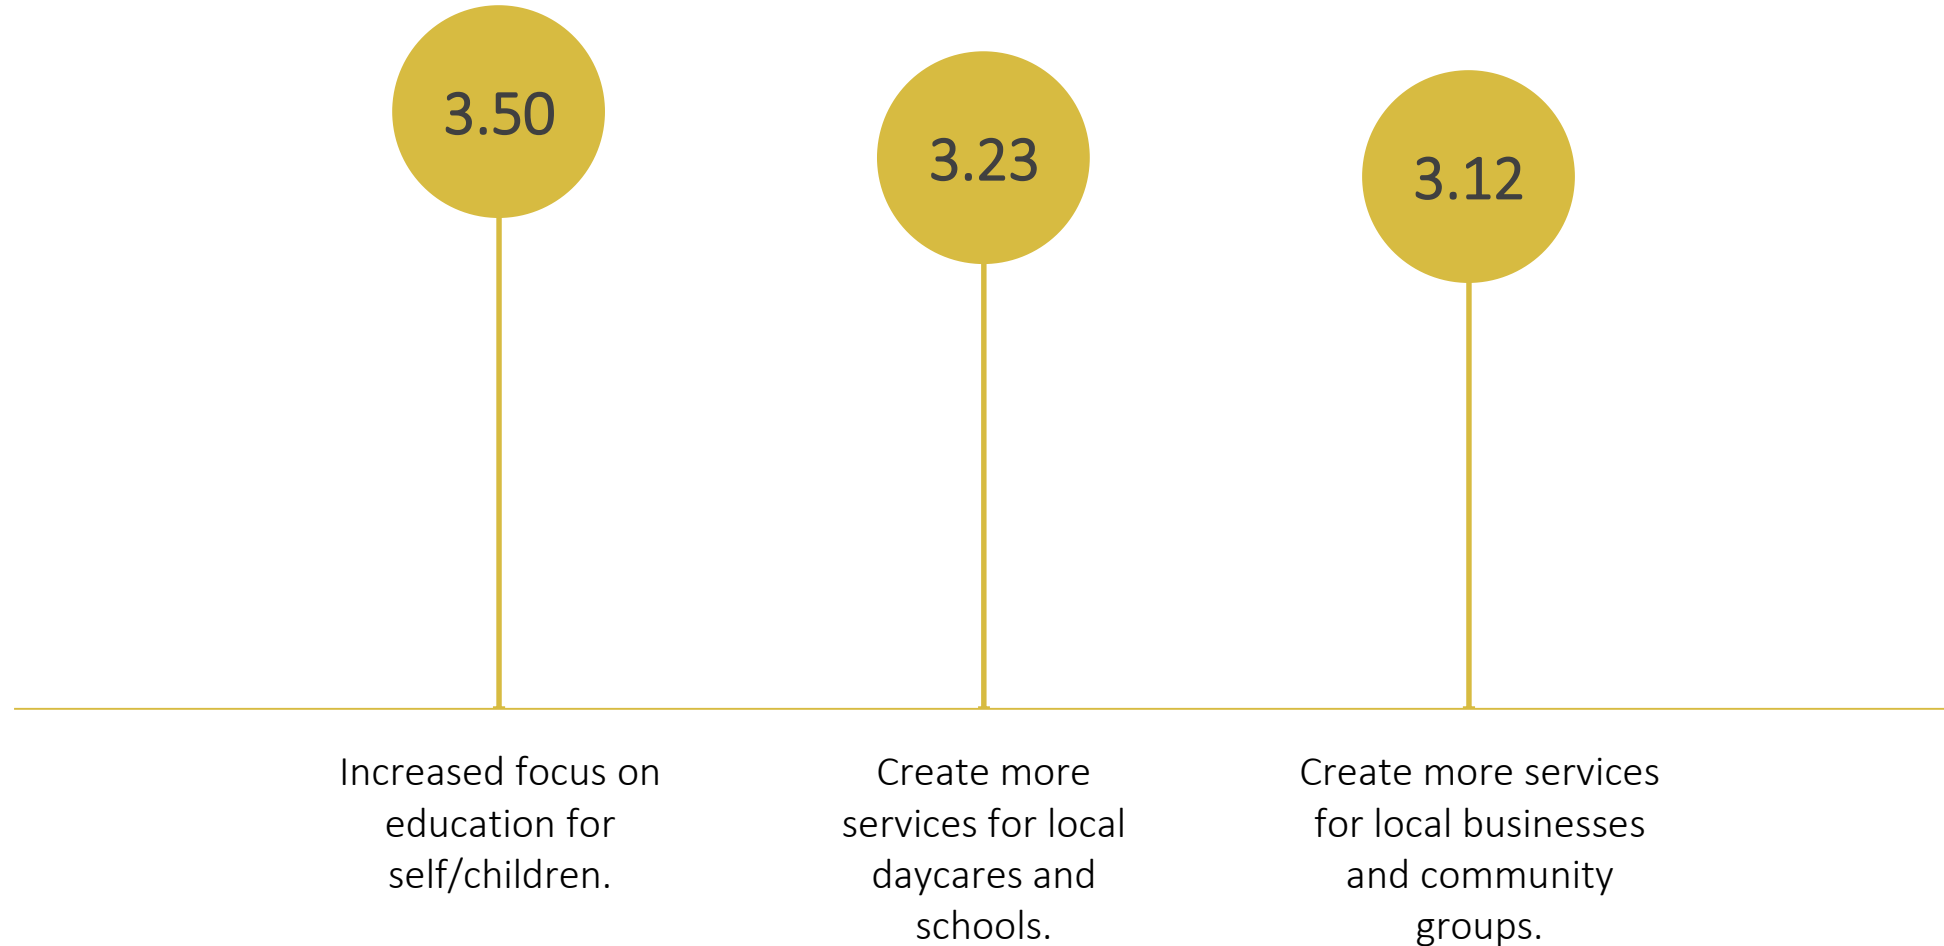 3.50
3.23
3.12
Increased focus on
education for
self/children.
Create more
services for local
daycares and
schools.
Create more services
for local businesses
and community
groups.